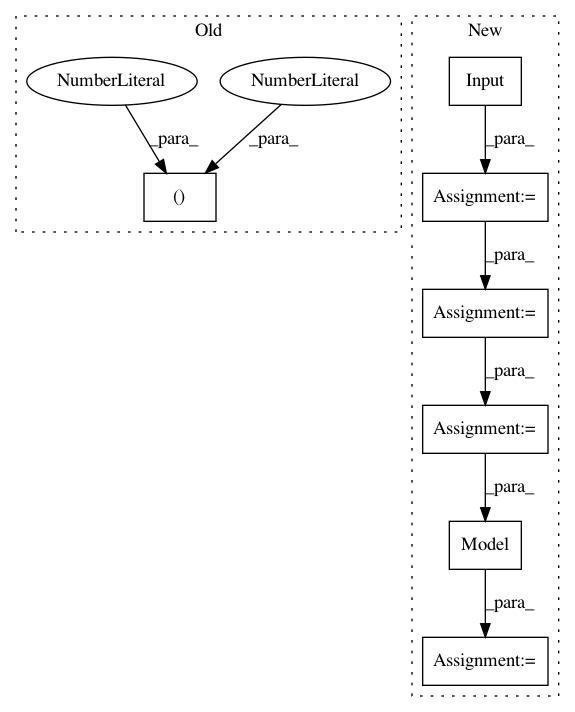 Old
New
NumberLiteral
NumberLiteral
Input
_para_
_para_
_para_
()
Assignment:=
_para_
Assignment:=
_para_
Assignment:=
_para_
Model
_para_
Assignment:=